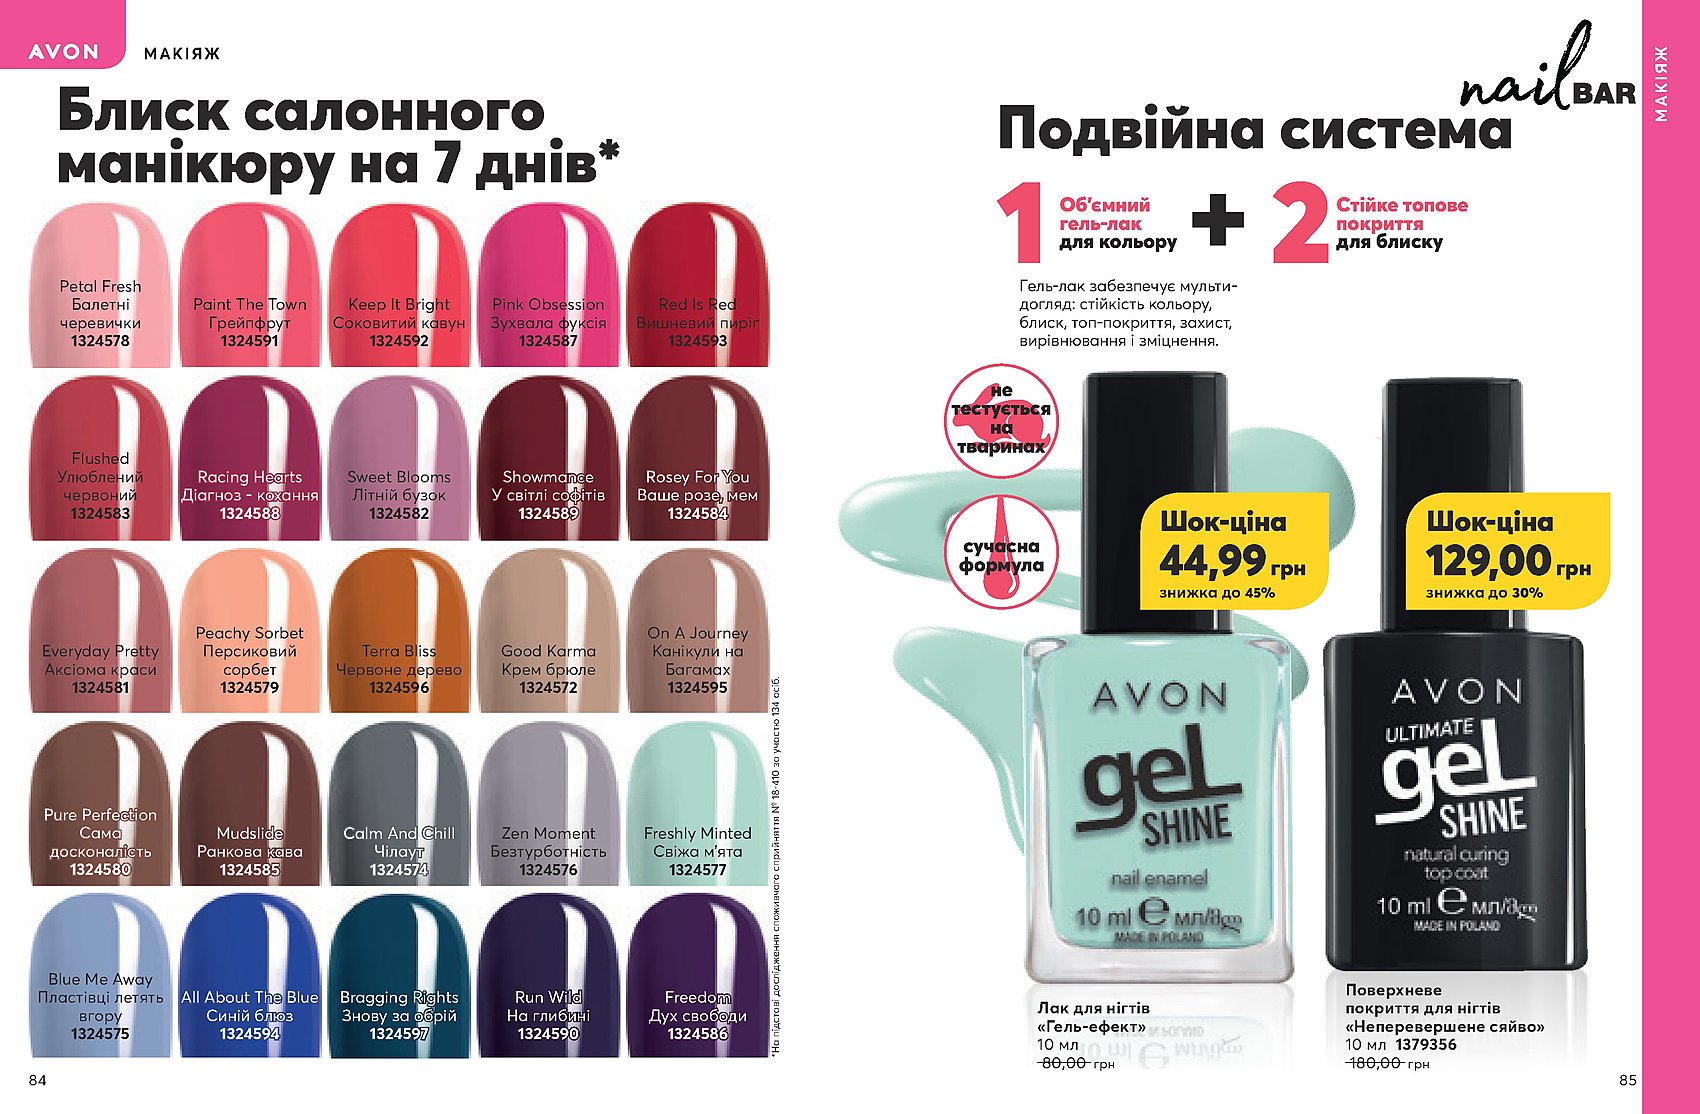 AVON
МАКІЯЖ
Блиск салонного
манікюру на 7 днів*
Petal Fresh
Балетні
черевички
1324578
Paint The Town
Грейпфрут
1324591
Keep It Bright
Соковитий кавун
1324592
Pink Obsession
Зухвала фуксія
1324587
Red Is Red
Вишневий пиріг
1324593
Flushed
Улюблений
червоний
1324583
Racing Hearts
Діагноз - кохання
1324588
Sweet Blooms
Літній бузок
1324582
Showmance
У світлі софітів
1324589
Rosey For You
Ваше розе, мем
1324584
Everyday Pretty
Аксіома краси
1324581
Peachy Sorbet
Персиковий
сорбет
1324579
Terra Bliss
Червоне дерево
1324596
Good Karma
Крем брюле
1324572
On A Journey
Канікули на
Багамах
1324595
Pure Perfection
Сама
досконалість
1324580
Mudslide
Ранкова кава
1324585
Calm And Chill
Чілаут
1324574
Zen Moment
Безтурботність
1324576
Freshly Minted
Свіжа м'ята
1324577
Blue Me Away
Пластівці летять
вгору
1324575
All About The Blue
Синій блюз
1324594
Bragging Rights
Знову за обрій
1324597
Run Wild
На глибині
1324590
Freedom
Дух свободи
1324586
*На підставі дослідження споживчого сприйняття № 18-410 за участю 134 осіб.
84
nail BAR
МАКІЯЖ
Подвійна система
1
Об'ємний
гель-лак
для кольору
+
2
Стійке топове
покриття
для блиску
Гель-лак забезпечує мульти-
догляд: стійкість кольору,
блиск, топ-покриття, захист,
вирівнювання і зміцнення.
не
тестується
на
тваринах
сучасна
формула
Шок-ціна
44,99 грн
знижка до 45%
Шок-ціна
129,00 грн
знижка до 30%
AVON
gel
SHINE
nail enamel
10 ml e мл/
MADE IN POLAND
AVON
ULTIMATE
gel
SHINE
natural curing
top coat
10 ml e мл/
MADE IN POLAND
Лак для нігтів
«Гель-ефект»
10 мл
80,00 грн
Поверхневе
покриття для нігтів
«Неперевершене сяйво»
10 мл 1379356
180,00 грн
85